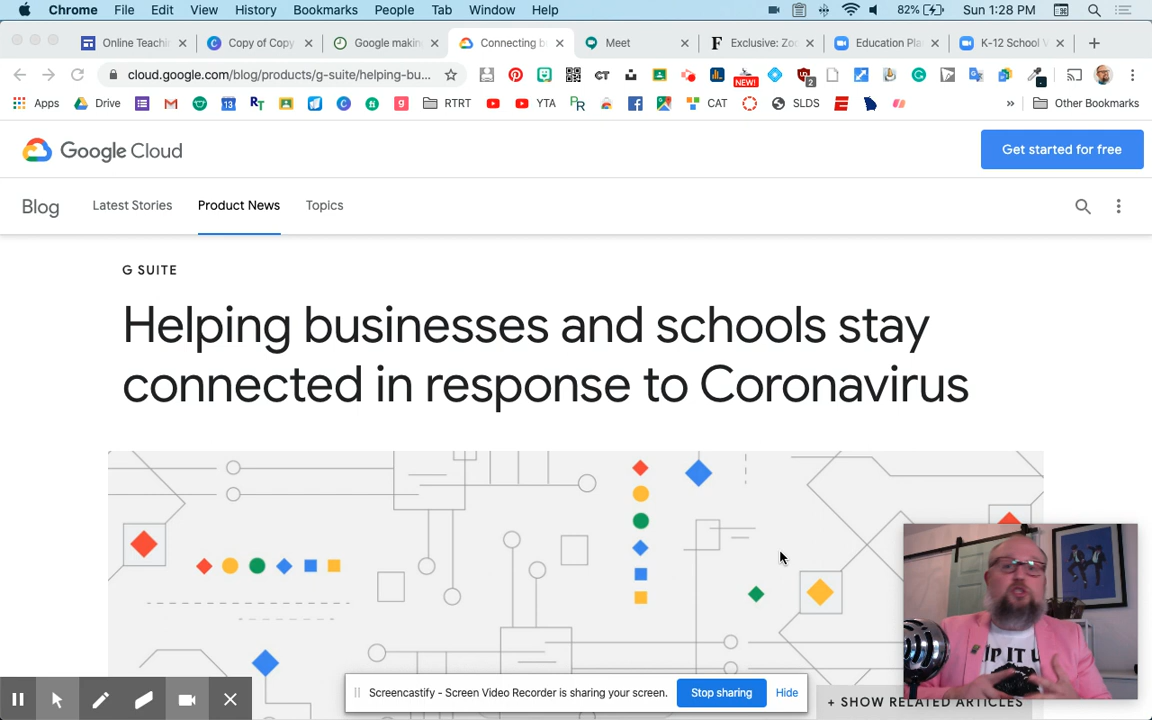 Chrome File Edit View History Bookmarks People Tab Window Help 82% Sun 1:28 PM
Online Teachi Copy of Copy Google makin Connecting b Meet Exclusive: Zoo Education Pla K-12 School V
cloud.google.com/blog/products/g-suite/helping-bu...
Apps Drive RTRT YTA CAT SLDS » Other Bookmarks
Google Cloud
Get started for free
Blog Latest Stories Product News Topics
G SUITE
Helping businesses and schools stay
connected in response to Coronavirus
Screencastify - Screen Video Recorder is sharing your screen. Stop sharing Hide
+ SHOW RELATED ARTICLES